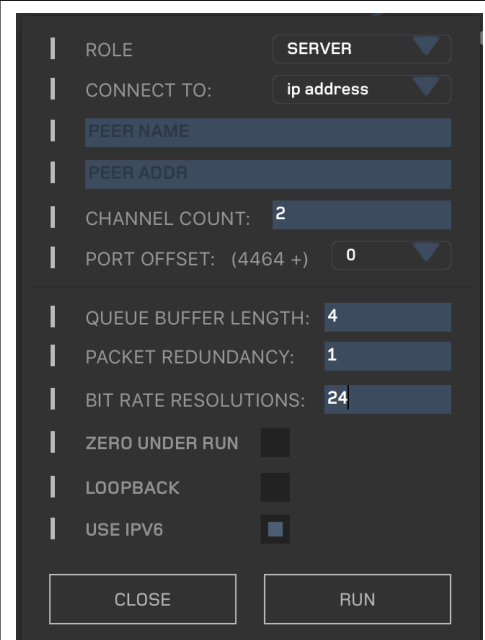 ROLE SERVER
CONNECT TO: ip address
PEER NAME
PEER ADDR
CHANNEL COUNT: 2
PORT OFFSET: (4464 +) 0
QUEUE BUFFER LENGTH: 4
PACKET REDUNDANCY: 1
BIT RATE RESOLUTIONS: 24
ZERO UNDER RUN
LOOPBACK
USE IPV6
CLOSE RUN